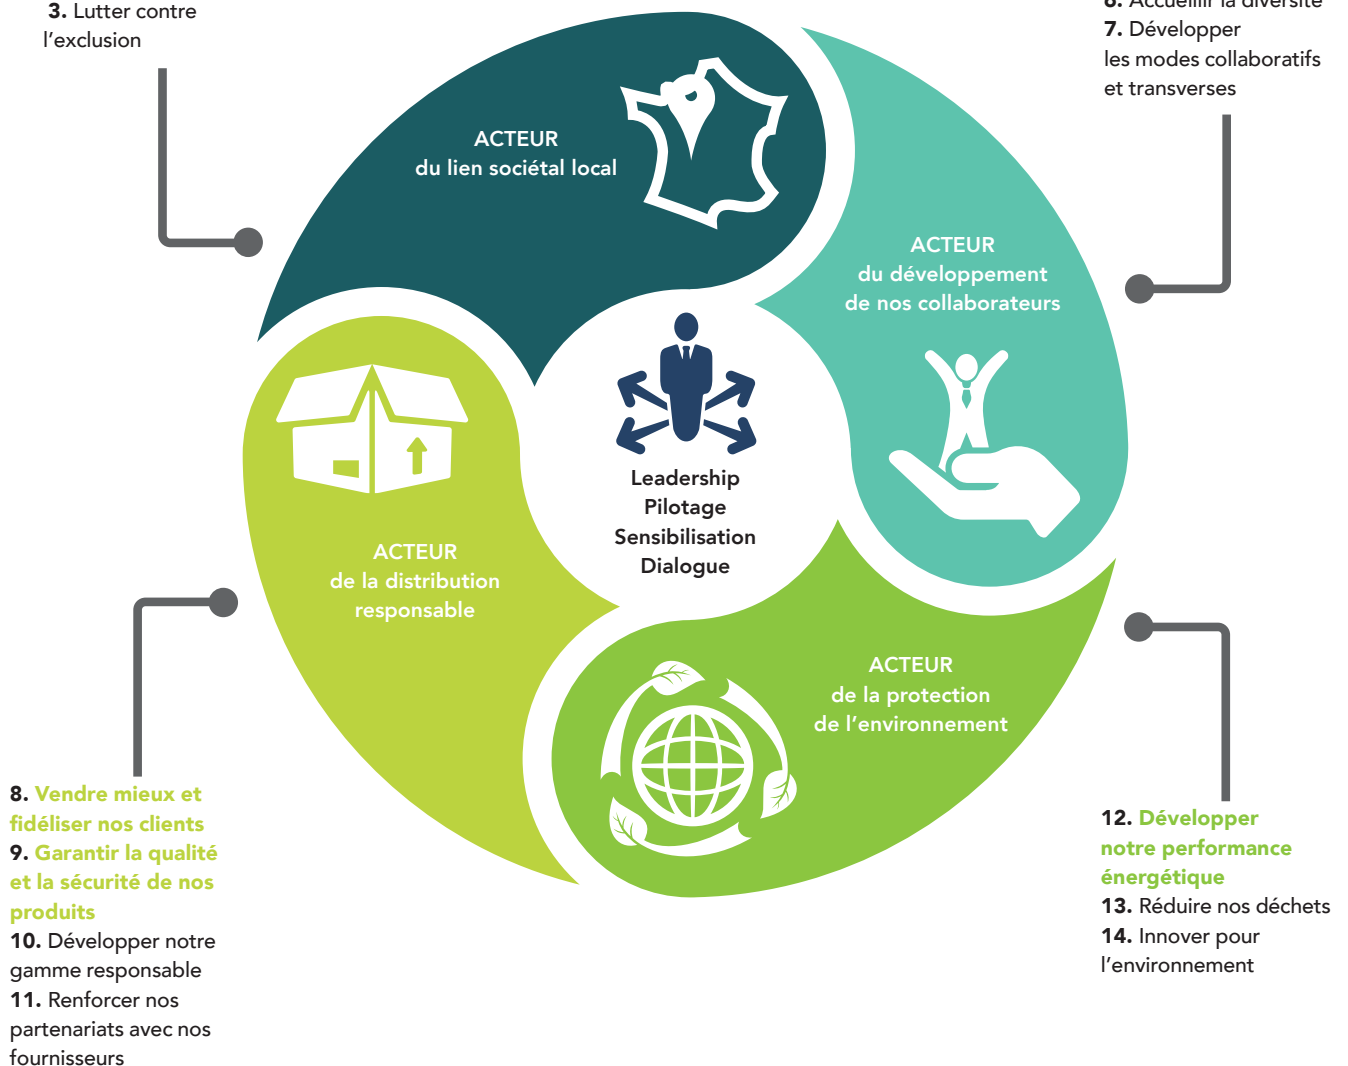 3. Lutter contre
l'exclusion
6. Accueillir la diversité
7. Développer
les modes collaboratifs
et transverses
ACTEUR
du lien sociétal local
ACTEUR
du développement
de nos collaborateurs
Leadership
Pilotage
Sensibilisation
Dialogue
ACTEUR
de la distribution
responsable
ACTEUR
de la protection
de l'environnement
8. Vendre mieux et
fidéliser nos clients
9. Garantir la qualité
et la sécurité de nos
produits
10. Développer notre
gamme responsable
11. Renforcer nos
partenariats avec nos
fournisseurs
12. Développer
notre performance
énergétique
13. Réduire nos déchets
14. Innover pour
l'environnement